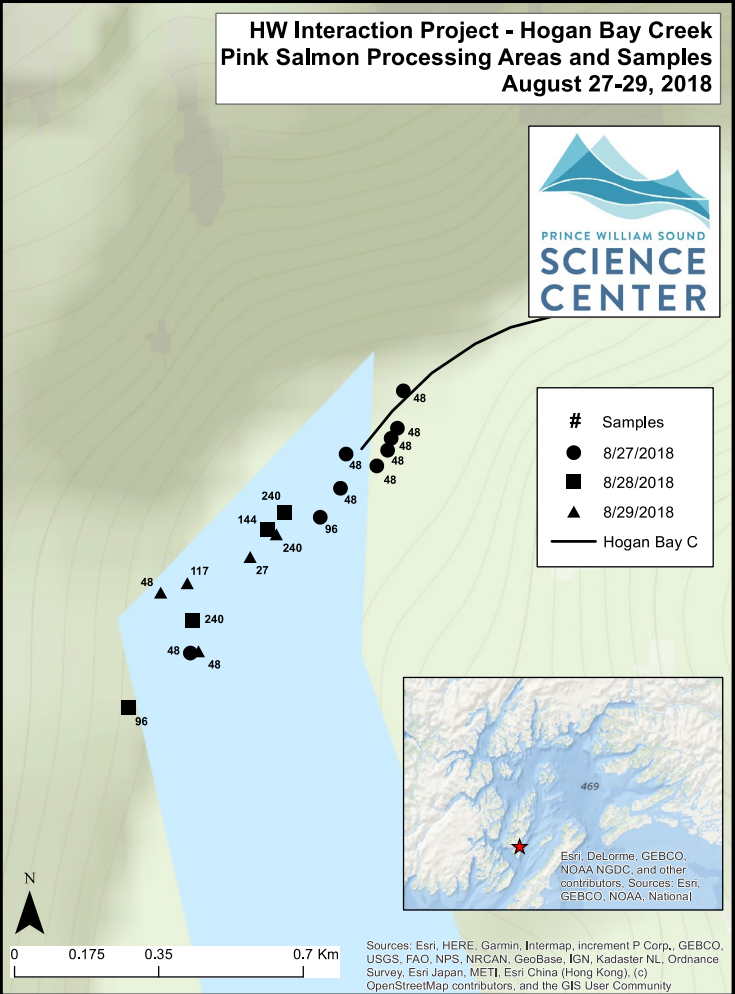 HW Interaction Project - Hogan Bay Creek
Pink Salmon Processing Areas and Samples
August 27-29, 2018
PRINCE WILLIAM SOUND
SCIENCE
CENTER
# Samples
8/27/2018
8/28/2018
8/29/2018
Hogan Bay C
48
48
48
48
48
48
48
96
240
144
240
27
117
48
240
48
48
96
469
Esri, DeLorme, GEBCO,
NOAA NGDC, and other
contributors, Sources: Esri,
GEBCO, NOAA, National
N
0 0.175 0.35 0.7 Km
Sources: Esri, HERE, Garmin, Intermap, increment P Corp., GEBCO,
USGS, FAO, NPS, NRCAN, GeoBase, IGN, Kadaster NL, Ordnance
Survey, Esri Japan, METI, Esri China (Hong Kong), (c)
OpenStreetMap contributors, and the GIS User Community